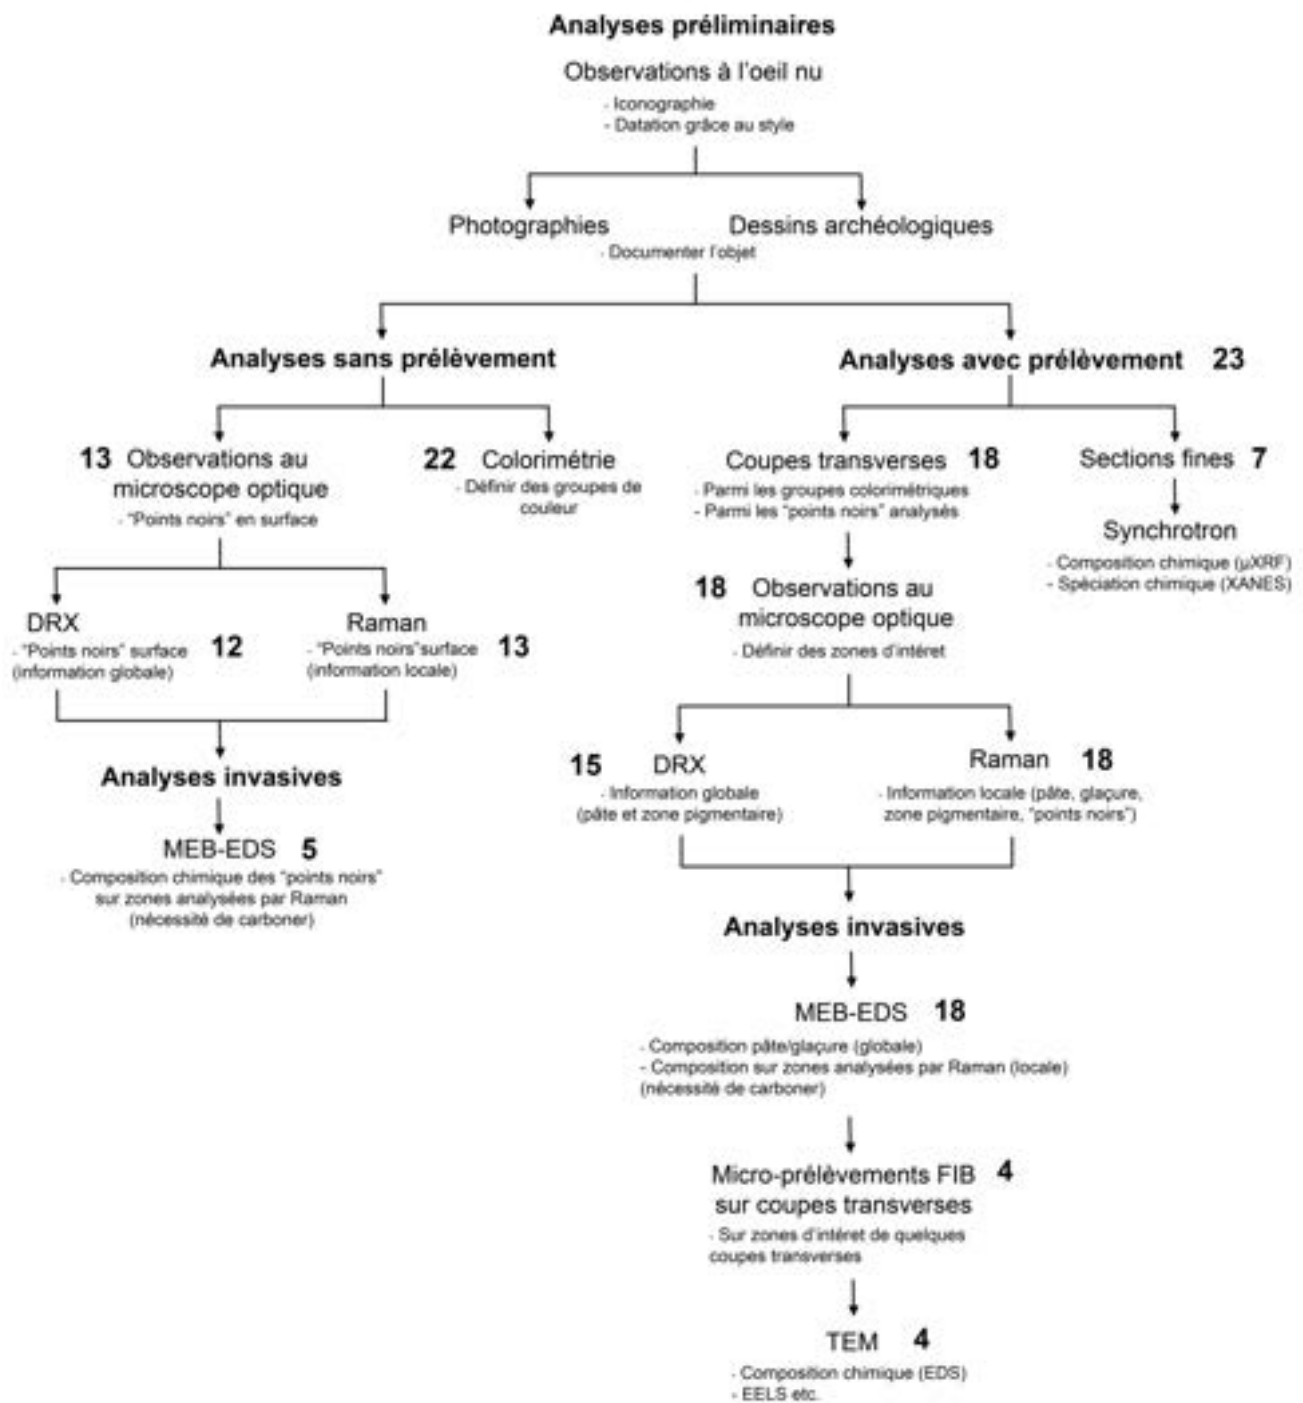 Analyses préliminaires
Observations à l'oeil nu
- Iconographie
- Datation grâce au style
Photographies
Dessins archéologiques
- Documenter l'objet
Analyses sans prélèvement
13 Observations au
microscope optique
- "Points noirs" en surface
22 Colorimétrie
- Définir des groupes de
couleur
DRX
- "Points noirs" surface
(information globale)
12
Raman
- "Points noirs"surface
(information locale)
13
Analyses invasives
MEB-EDS 5
- Composition chimique des "points noirs"
sur zones analysées par Raman
(nécessité de carboner)
Analyses avec prélèvement 23
Coupes transverses 18
- Parmi les groupes colorimétriques
- Parmi les "points noirs" analysés
Sections fines 7
Synchrotron
- Composition chimique (µXRF)
- Spéciation chimique (XANES)
18 Observations au
microscope optique
- Définir des zones d'intéret
15 DRX
- Information globale
(pâte et zone pigmentaire)
Raman 18
- Information locale (pâte, glaçure,
zone pigmentaire, "points noirs")
Analyses invasives
MEB-EDS 18
- Composition pâte/glaçure (globale)
- Composition sur zones analysées par Raman (locale)
(nécessité de carboner)
Micro-prélèvements FIB 4
sur coupes transverses
- Sur zones d'intéret de quelques
coupes transverses
TEM 4
- Composition chimique (EDS)
- EELS etc.